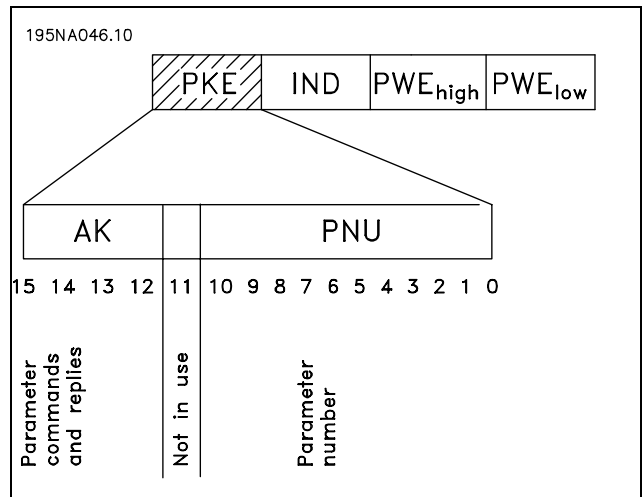 195NA046.10
PKE IND PWEhigh PWElow
AK PNU
15 14 13 12 11 10 9 8 7 6 5 4 3 2 1 0
Parameter
commands
and replies
Not in use
Parameter
number